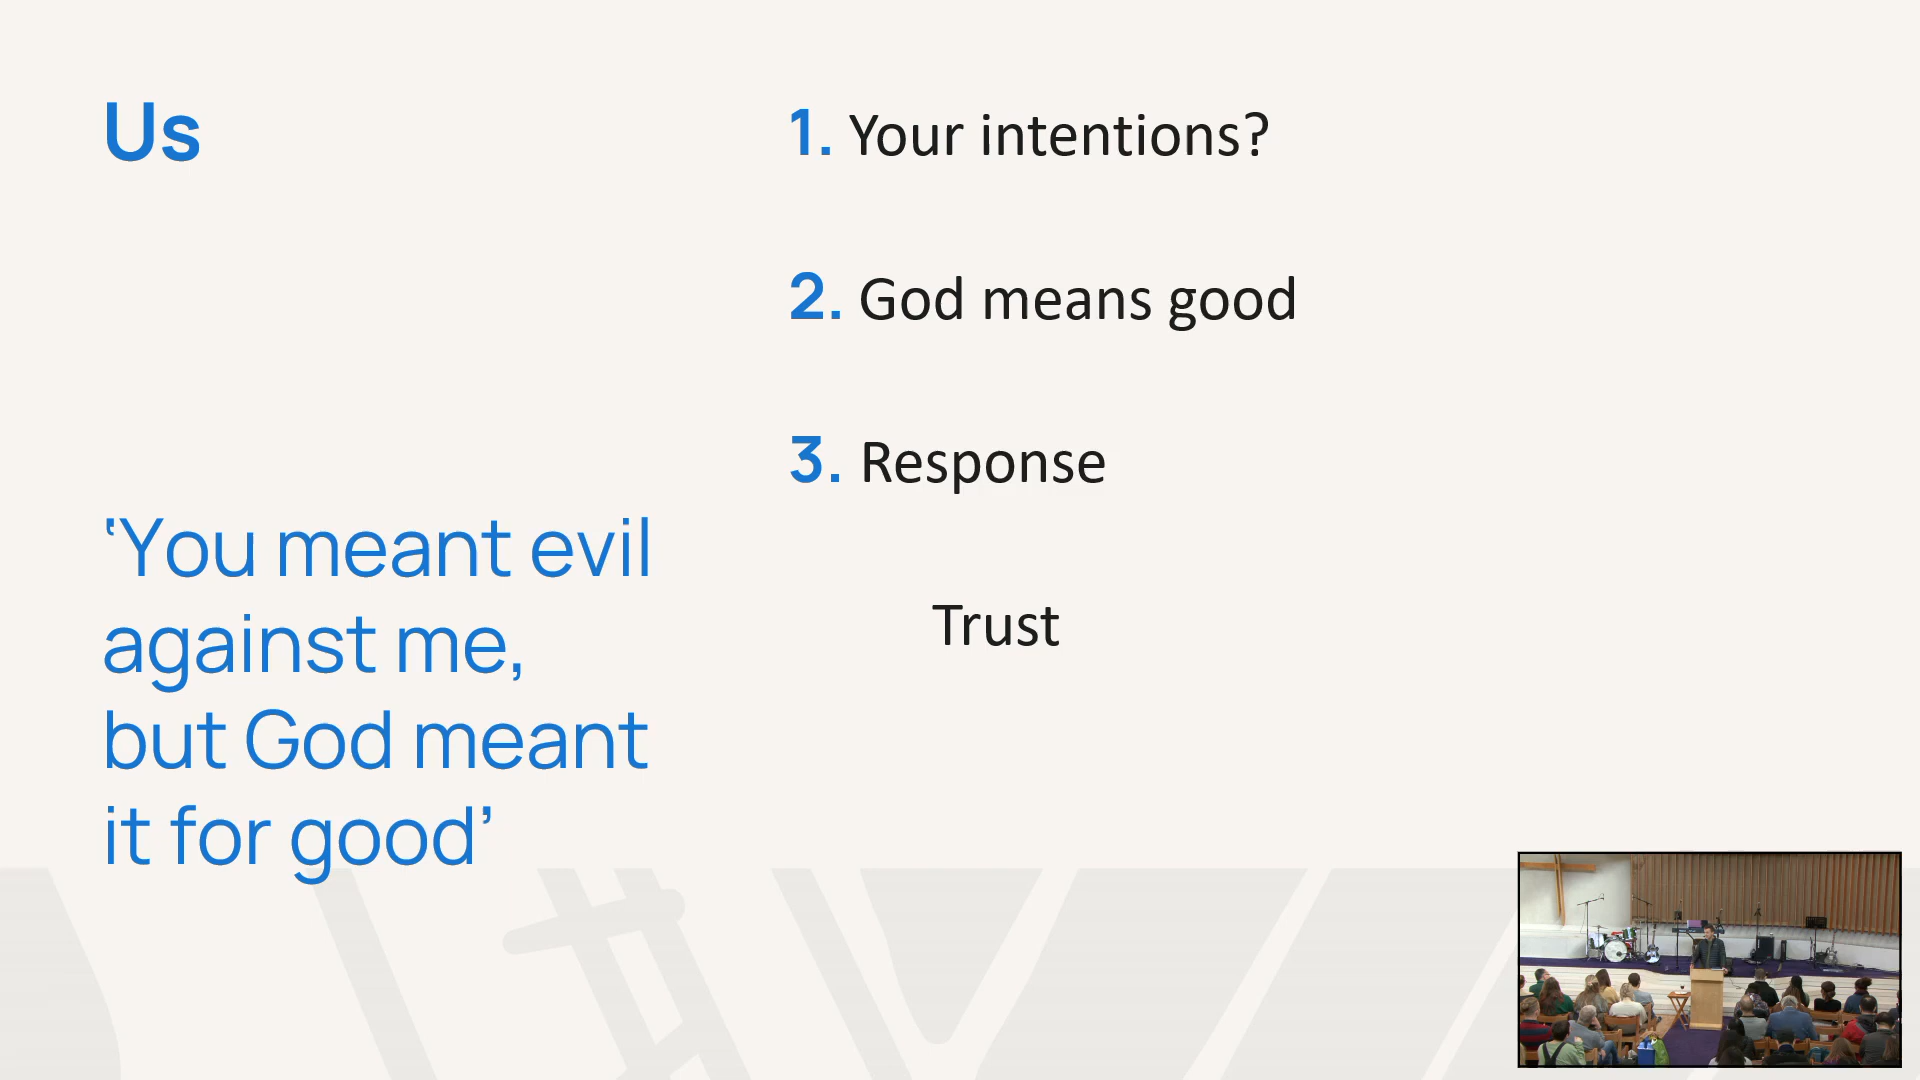 Us
‘You meant evil
against me,
but God meant
it for good’
1. Your intentions?
2. God means good
3. Response
Trust